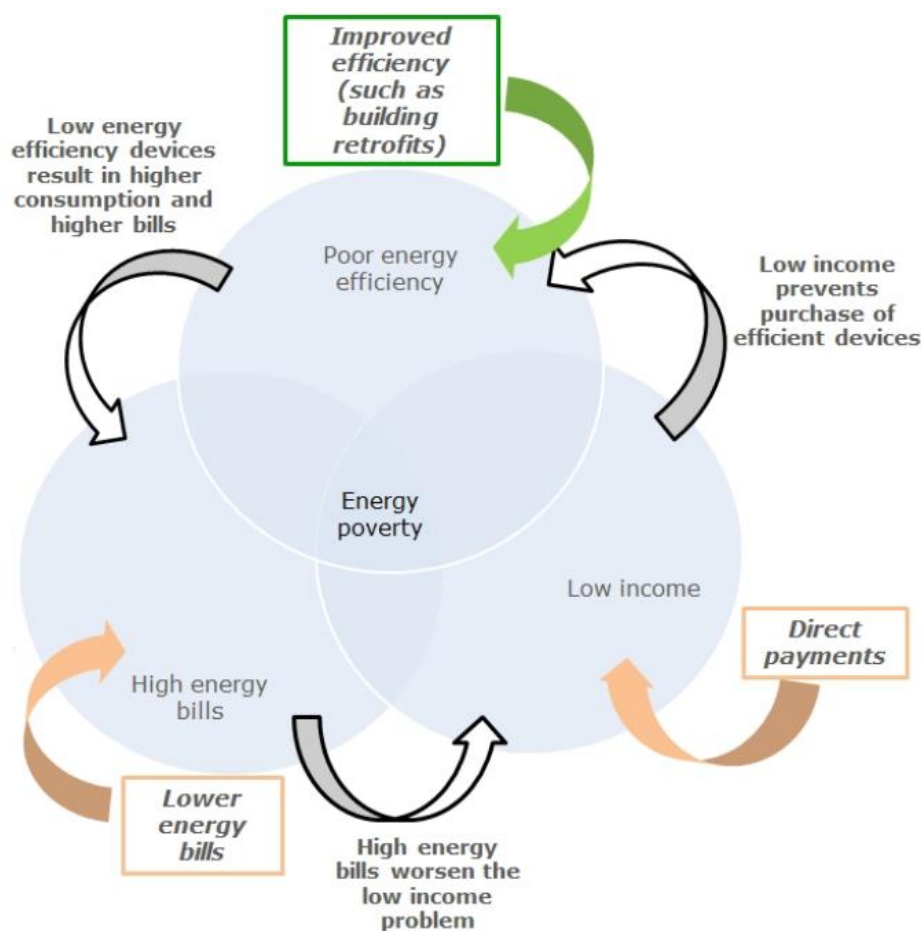 Improved
efficiency
(such as
building
retrofits)
Low energy
efficiency devices
result in higher
consumption and
higher bills
Poor energy
efficiency
Low income
prevents
purchase of
efficient devices
Energy
poverty
Low income
Direct
payments
High energy
bills
Lower
energy
bills
High energy
bills worsen the
low income
problem